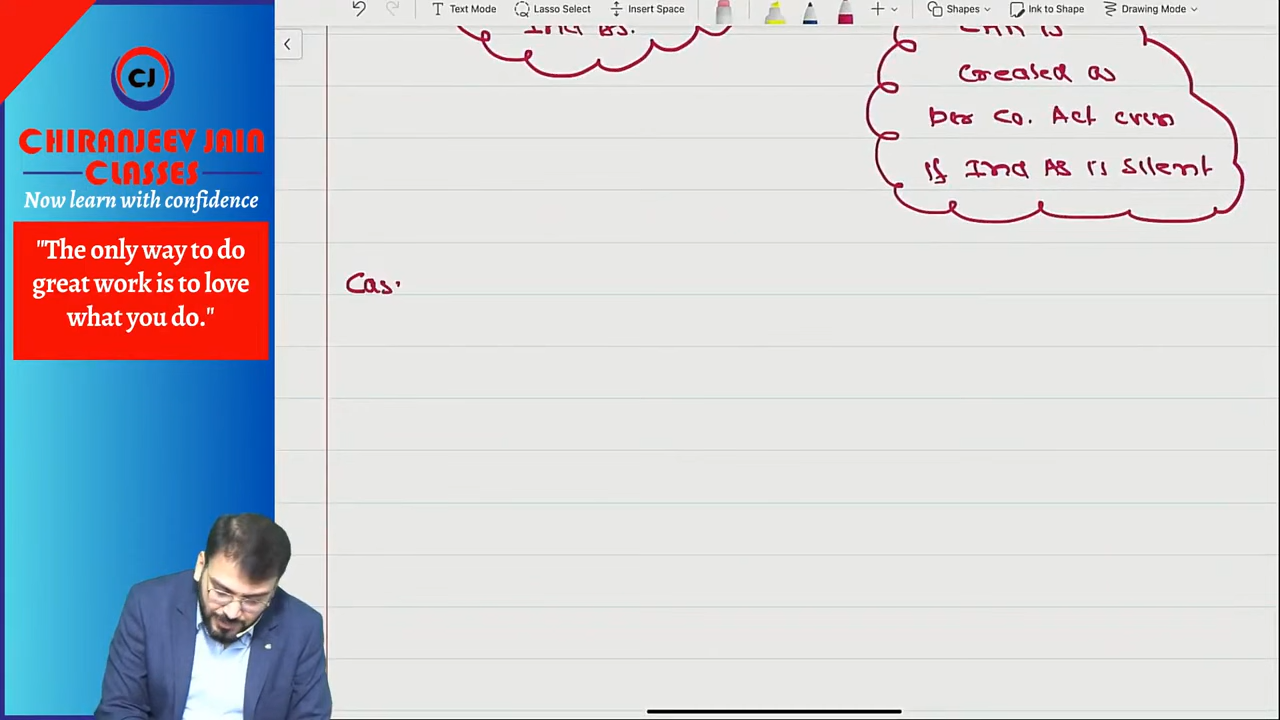 Text Mode
Lasso Select
Insert Space
Shapes
Ink to Shape
Drawing Mode
CJ
CHIRANJEEV JAIN
CLASSES
Now learn with confidence
"The only way to do
great work is to love
what you do."
Ind As.
Created as
per Co. Act even
if Ind AS is silent
Cas